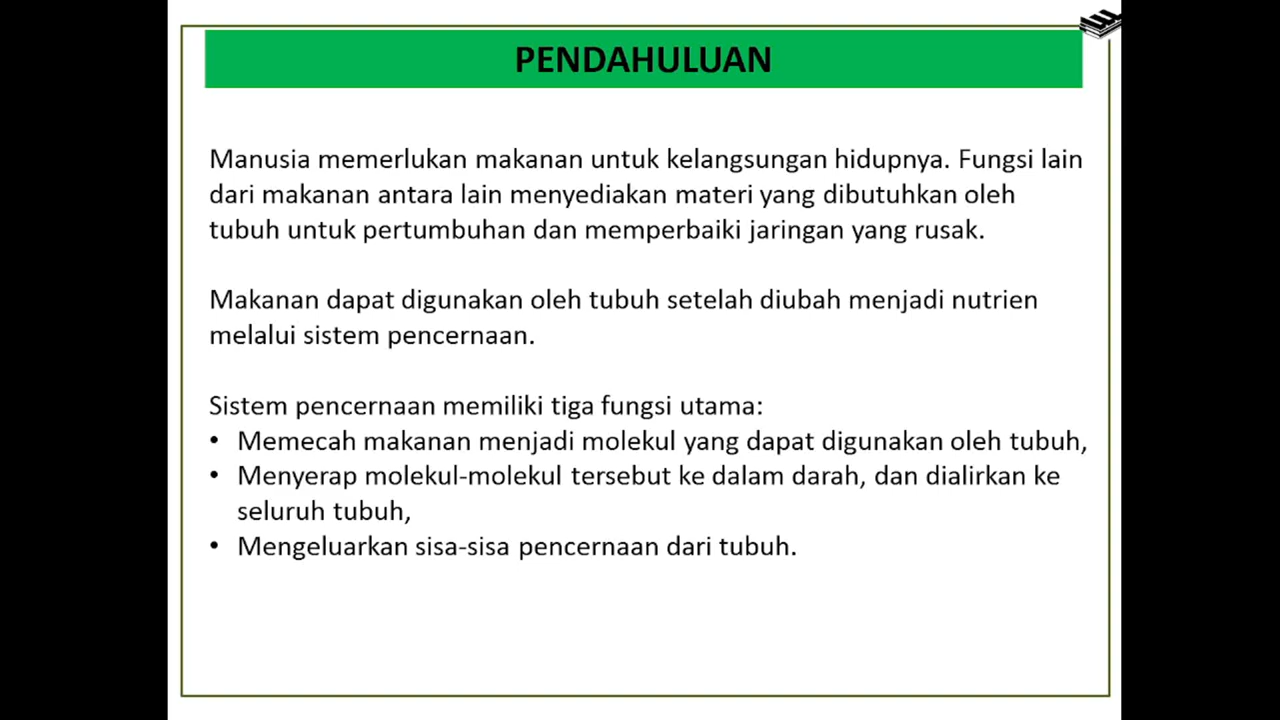 PENDAHULUAN
Manusia memerlukan makanan untuk kelangsungan hidupnya. Fungsi lain
dari makanan antara lain menyediakan materi yang dibutuhkan oleh
tubuh untuk pertumbuhan dan memperbaiki jaringan yang rusak.
Makanan dapat digunakan oleh tubuh setelah diubah menjadi nutrien
melalui sistem pencernaan.
Sistem pencernaan memiliki tiga fungsi utama:
• Memecah makanan menjadi molekul yang dapat digunakan oleh tubuh,
• Menyerap molekul-molekul tersebut ke dalam darah, dan dialirkan ke
seluruh tubuh,
• Mengeluarkan sisa-sisa pencernaan dari tubuh.